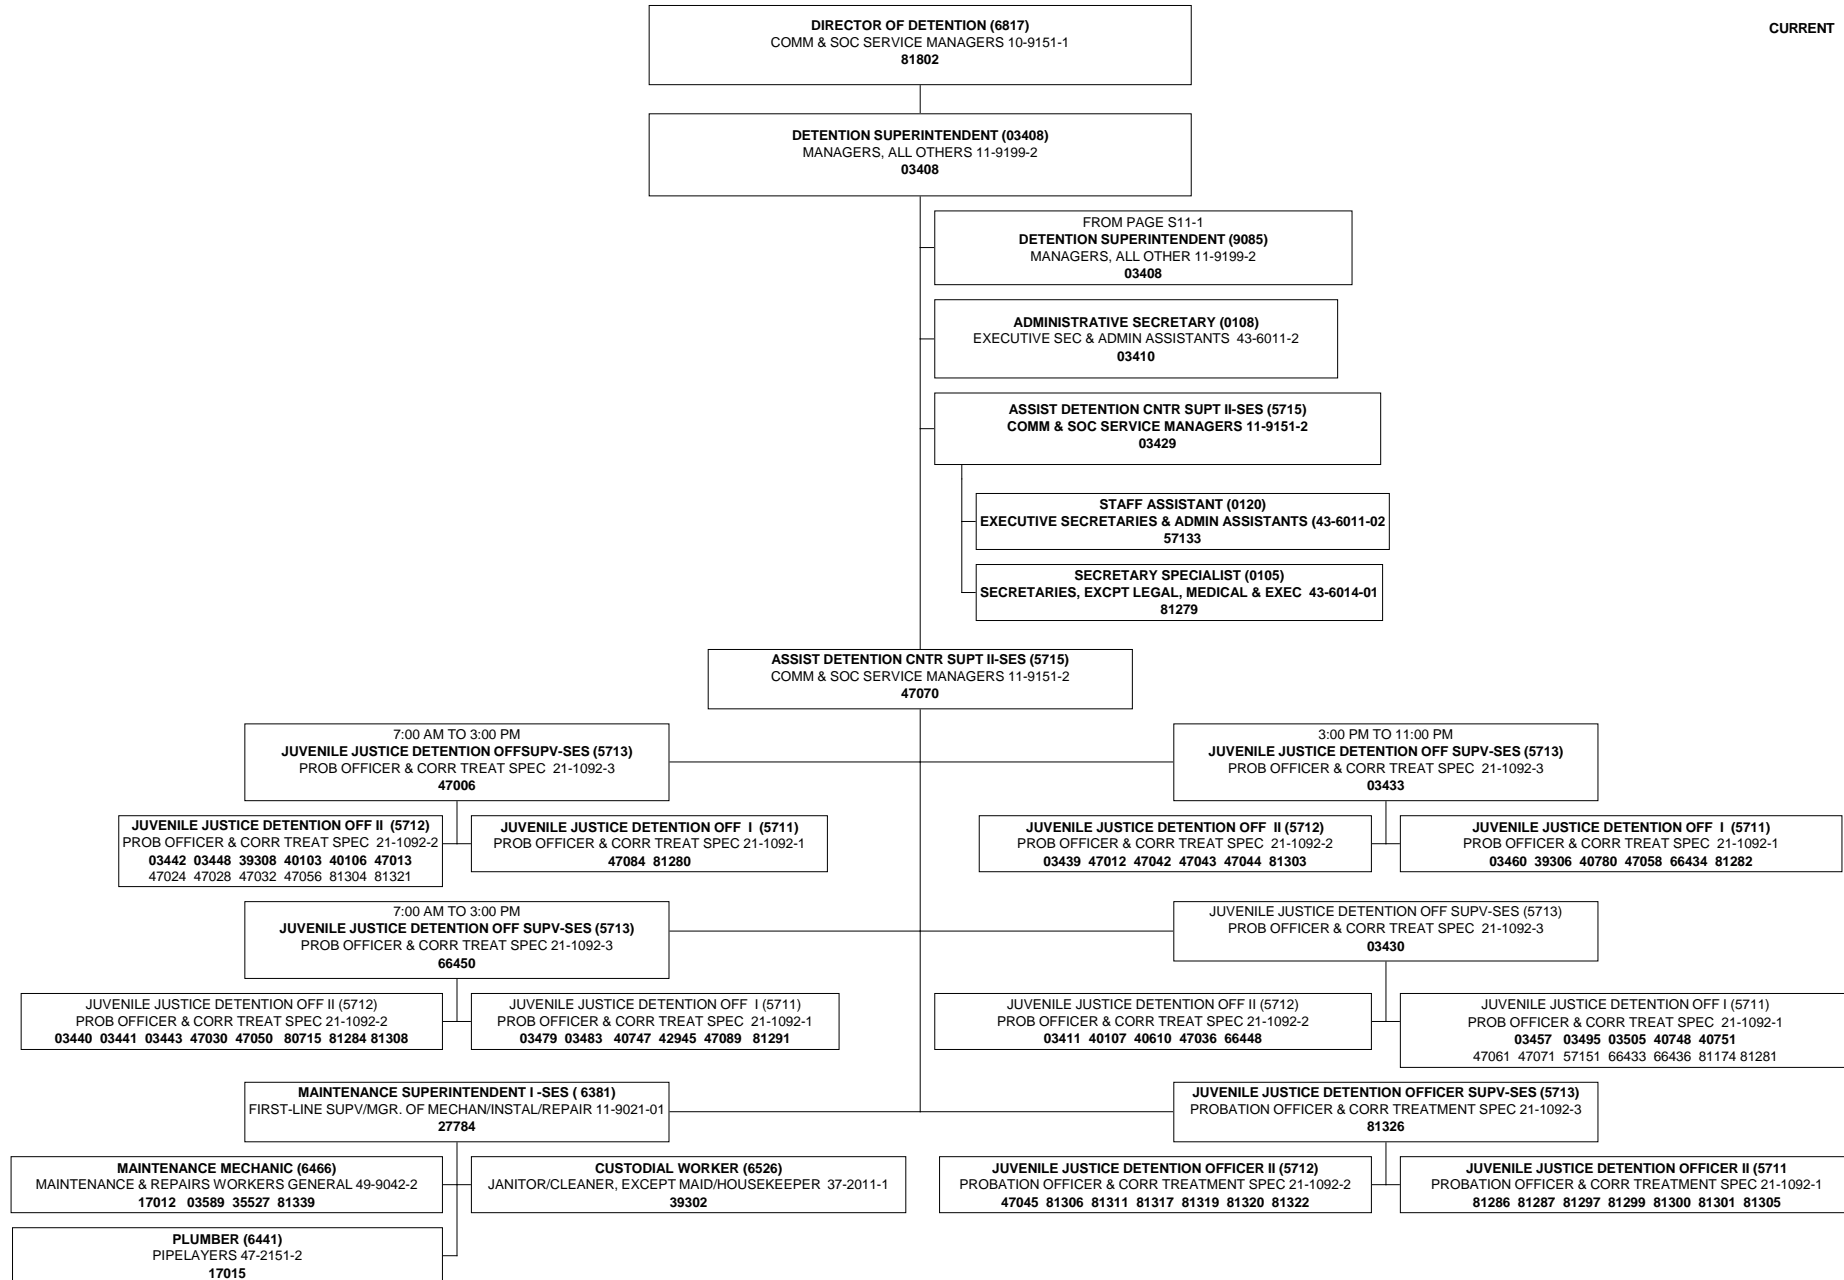 CURRENT
DIRECTOR OF DETENTION (6817)
COMM & SOC SERVICE MANAGERS 10-9151-1
81802
DETENTION SUPERINTENDENT (03408)
MANAGERS, ALL OTHERS 11-9199-2
03408
FROM PAGE S11-1
DETENTION SUPERINTENDENT (9085)
MANAGERS, ALL OTHER 11-9199-2
03408
ADMINISTRATIVE SECRETARY (0108)
EXECUTIVE SEC & ADMIN ASSISTANTS 43-6011-2
03410
ASSIST DETENTION CNTR SUPT II-SES (5715)
COMM & SOC SERVICE MANAGERS 11-9151-2
03429
STAFF ASSISTANT (0120)
EXECUTIVE SECRETARIES & ADMIN ASSISTANTS (43-6011-02
57133
SECRETARY SPECIALIST (0105)
SECRETARIES, EXCPT LEGAL, MEDICAL & EXEC 43-6014-01
81279
ASSIST DETENTION CNTR SUPT II-SES (5715)
COMM & SOC SERVICE MANAGERS 11-9151-2
47070
7:00 AM TO 3:00 PM
JUVENILE JUSTICE DETENTION OFFSUPV-SES (5713)
PROB OFFICER & CORR TREAT SPEC 21-1092-3
47006
3:00 PM TO 11:00 PM
JUVENILE JUSTICE DETENTION OFF SUPV-SES (5713)
PROB OFFICER & CORR TREAT SPEC 21-1092-3
03433
JUVENILE JUSTICE DETENTION OFF II (5712)
PROB OFFICER & CORR TREAT SPEC 21-1092-2
03442 03448 39308 40103 40106 47013
47024 47028 47032 47056 81304 81321
JUVENILE JUSTICE DETENTION OFF I (5711)
PROB OFFICER & CORR TREAT SPEC 21-1092-1
47084 81280
JUVENILE JUSTICE DETENTION OFF II (5712)
PROB OFFICER & CORR TREAT SPEC 21-1092-2
03439 47012 47042 47043 47044 81303
JUVENILE JUSTICE DETENTION OFF I (5711)
PROB OFFICER & CORR TREAT SPEC 21-1092-1
03460 39306 40780 47058 66434 81282
7:00 AM TO 3:00 PM
JUVENILE JUSTICE DETENTION OFF SUPV-SES (5713)
PROB OFFICER & CORR TREAT SPEC 21-1092-3
66450
JUVENILE JUSTICE DETENTION OFF SUPV-SES (5713)
PROB OFFICER & CORR TREAT SPEC 21-1092-3
03430
JUVENILE JUSTICE DETENTION OFF II (5712)
PROB OFFICER & CORR TREAT SPEC 21-1092-2
03440 03441 03443 47030 47050 80715 81284 81308
JUVENILE JUSTICE DETENTION OFF I (5711)
PROB OFFICER & CORR TREAT SPEC 21-1092-1
03479 03483 40747 42945 47089 81291
JUVENILE JUSTICE DETENTION OFF II (5712)
PROB OFFICER & CORR TREAT SPEC 21-1092-2
03411 40107 40610 47036 66448
JUVENILE JUSTICE DETENTION OFF I (5711)
PROB OFFICER & CORR TREAT SPEC 21-1092-1
03457 03495 03505 40748 40751
47061 47071 57151 66433 66436 81174 81281
MAINTENANCE SUPERINTENDENT I -SES ( 6381)
FIRST-LINE SUPV/MGR. OF MECHAN/INSTAL/REPAIR 11-9021-01
27784
JUVENILE JUSTICE DETENTION OFFICER SUPV-SES (5713)
PROBATION OFFICER & CORR TREATMENT SPEC 21-1092-3
81326
MAINTENANCE MECHANIC (6466)
MAINTENANCE & REPAIRS WORKERS GENERAL 49-9042-2
17012 03589 35527 81339
CUSTODIAL WORKER (6526)
JANITOR/CLEANER, EXCEPT MAID/HOUSEKEEPER 37-2011-1
39302
JUVENILE JUSTICE DETENTION OFFICER II (5712)
PROBATION OFFICER & CORR TREATMENT SPEC 21-1092-2
47045 81306 81311 81317 81319 81320 81322
JUVENILE JUSTICE DETENTION OFFICER II (5711
PROBATION OFFICER & CORR TREATMENT SPEC 21-1092-1
81286 81287 81297 81299 81300 81301 81305
PLUMBER (6441)
PIPELAYERS 47-2151-2
17015